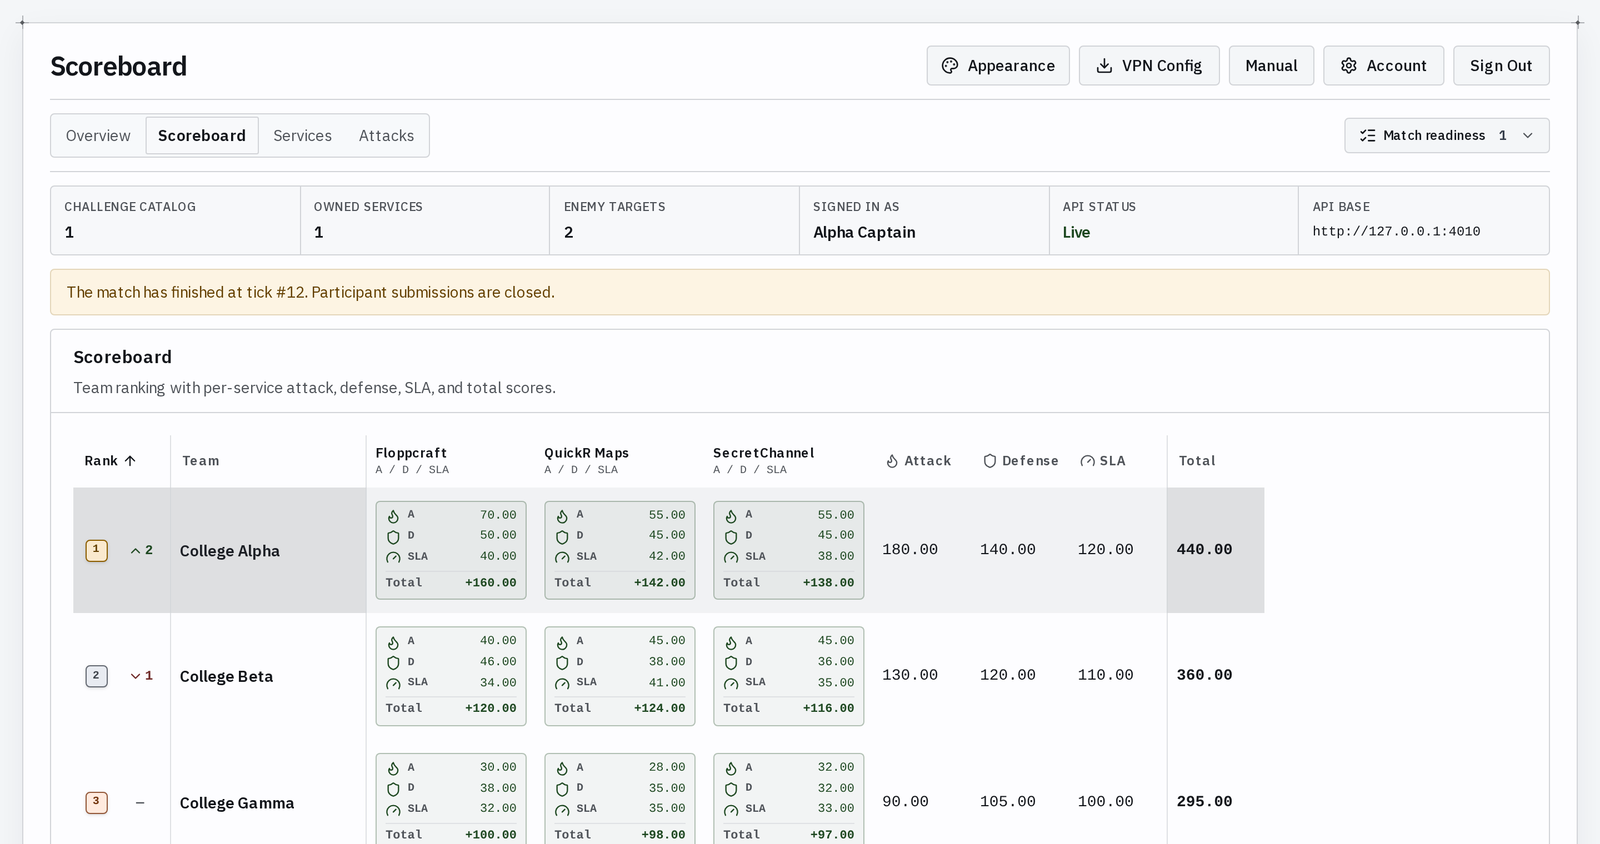 Scoreboard
Appearance
VPN Config
Manual
Account
Sign Out
Overview
Scoreboard
Services
Attacks
Match readiness 1
CHALLENGE CATALOG
1
OWNED SERVICES
1
ENEMY TARGETS
2
SIGNED IN AS
Alpha Captain
API STATUS
Live
API BASE
http://127.0.0.1:4010
The match has finished at tick #12. Participant submissions are closed.
Scoreboard
Team ranking with per-service attack, defense, SLA, and total scores.
Rank
Team
Floppcraft
A / D / SLA
QuickR Maps
A / D / SLA
SecretChannel
A / D / SLA
Attack
Defense
SLA
Total
1
2
College Alpha
A 70.00
D 50.00
SLA 40.00
Total +160.00
A 55.00
D 45.00
SLA 42.00
Total +142.00
A 55.00
D 45.00
SLA 38.00
Total +138.00
180.00
140.00
120.00
440.00
2
1
College Beta
A 40.00
D 46.00
SLA 34.00
Total +120.00
A 45.00
D 38.00
SLA 41.00
Total +124.00
A 45.00
D 36.00
SLA 35.00
Total +116.00
130.00
120.00
110.00
360.00
3
–
College Gamma
A 30.00
D 38.00
SLA 32.00
Total +100.00
A 28.00
D 35.00
SLA 35.00
Total +98.00
A 32.00
D 32.00
SLA 33.00
Total +97.00
90.00
105.00
100.00
295.00